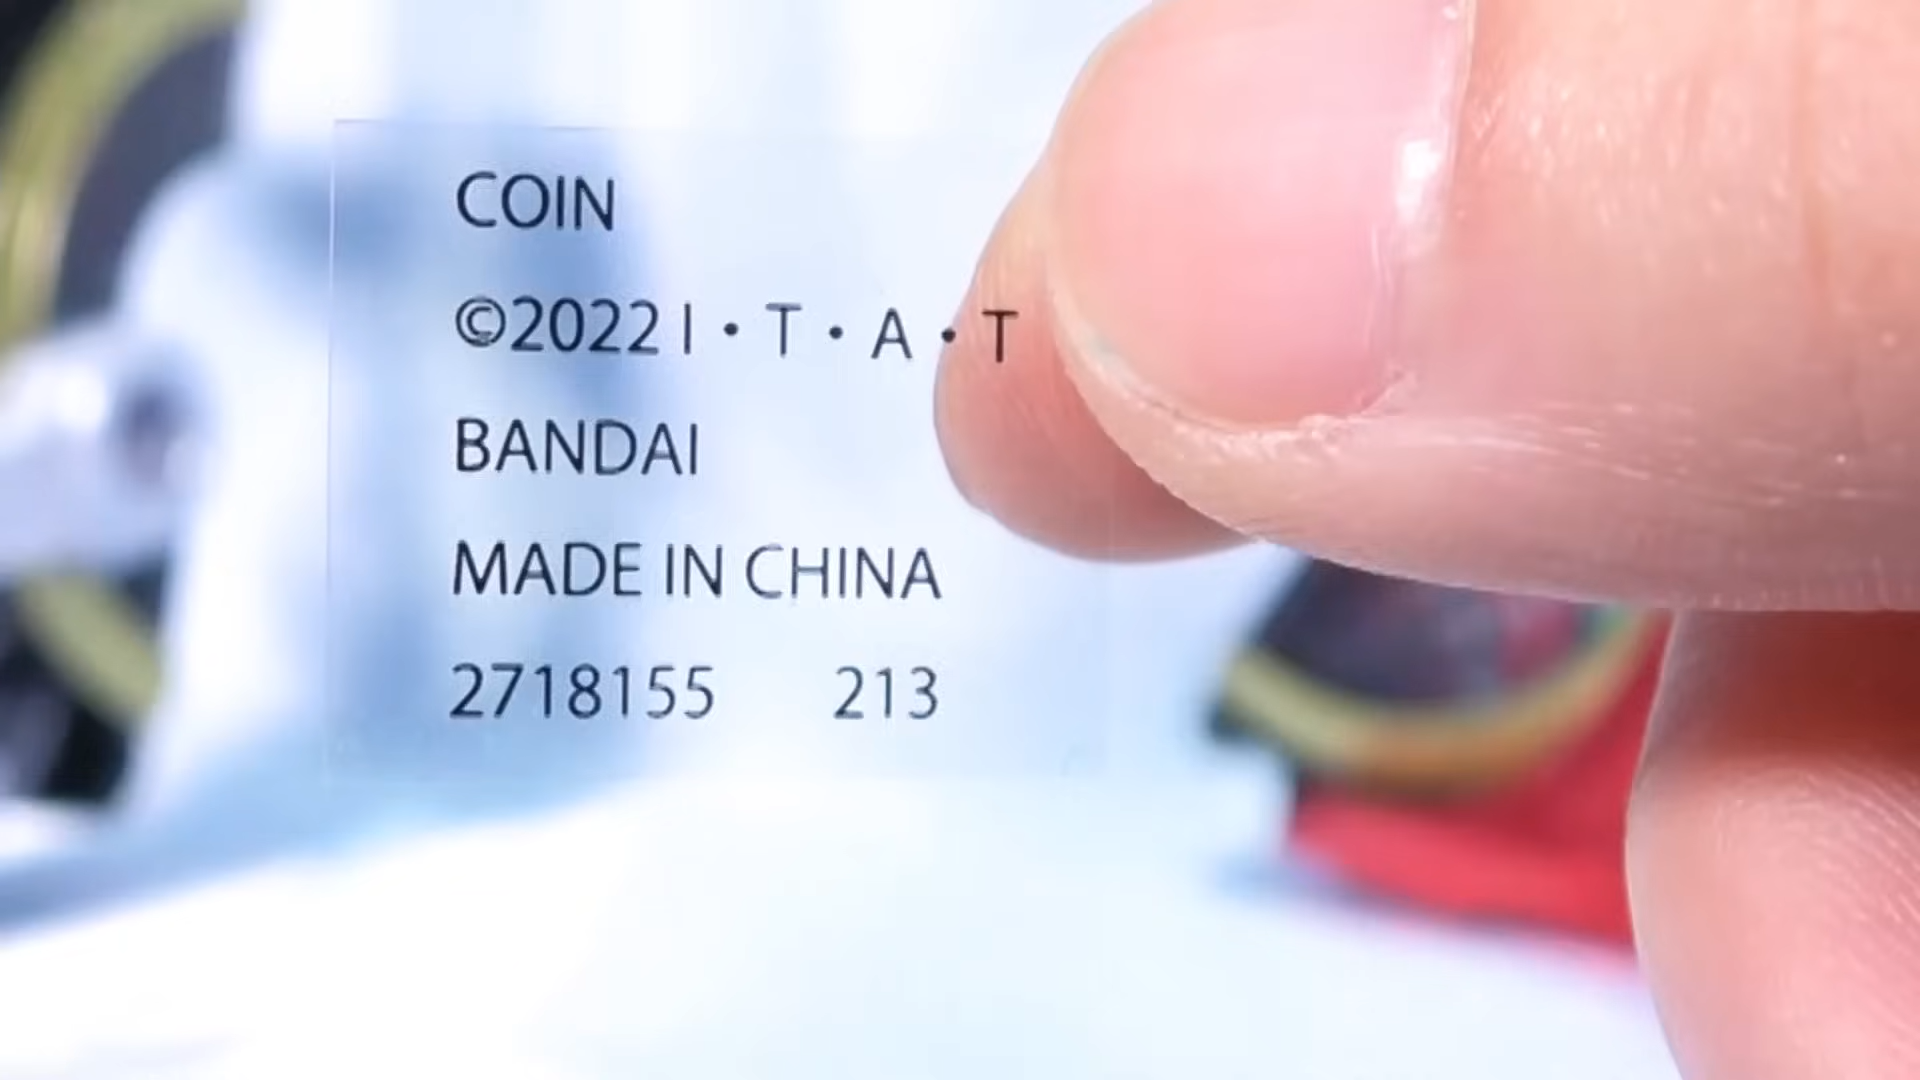 COIN
©2022 I・T・A・T
BANDAI
MADE IN CHINA
2718155 213